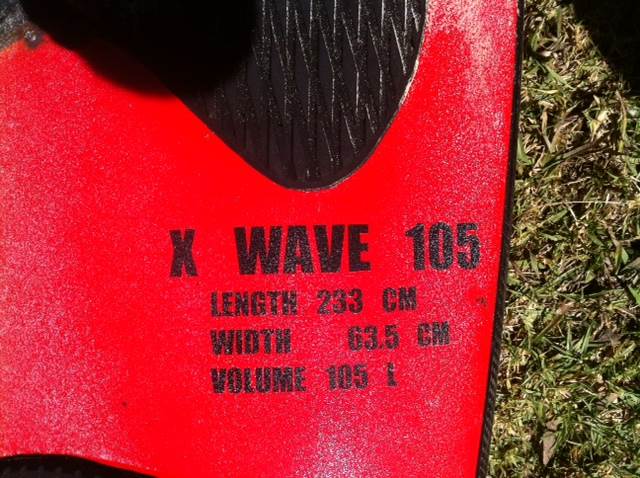 X WAVE 105
LENGTH 233 CM
WIDTH 63.5 CM
VOLUME 105 L